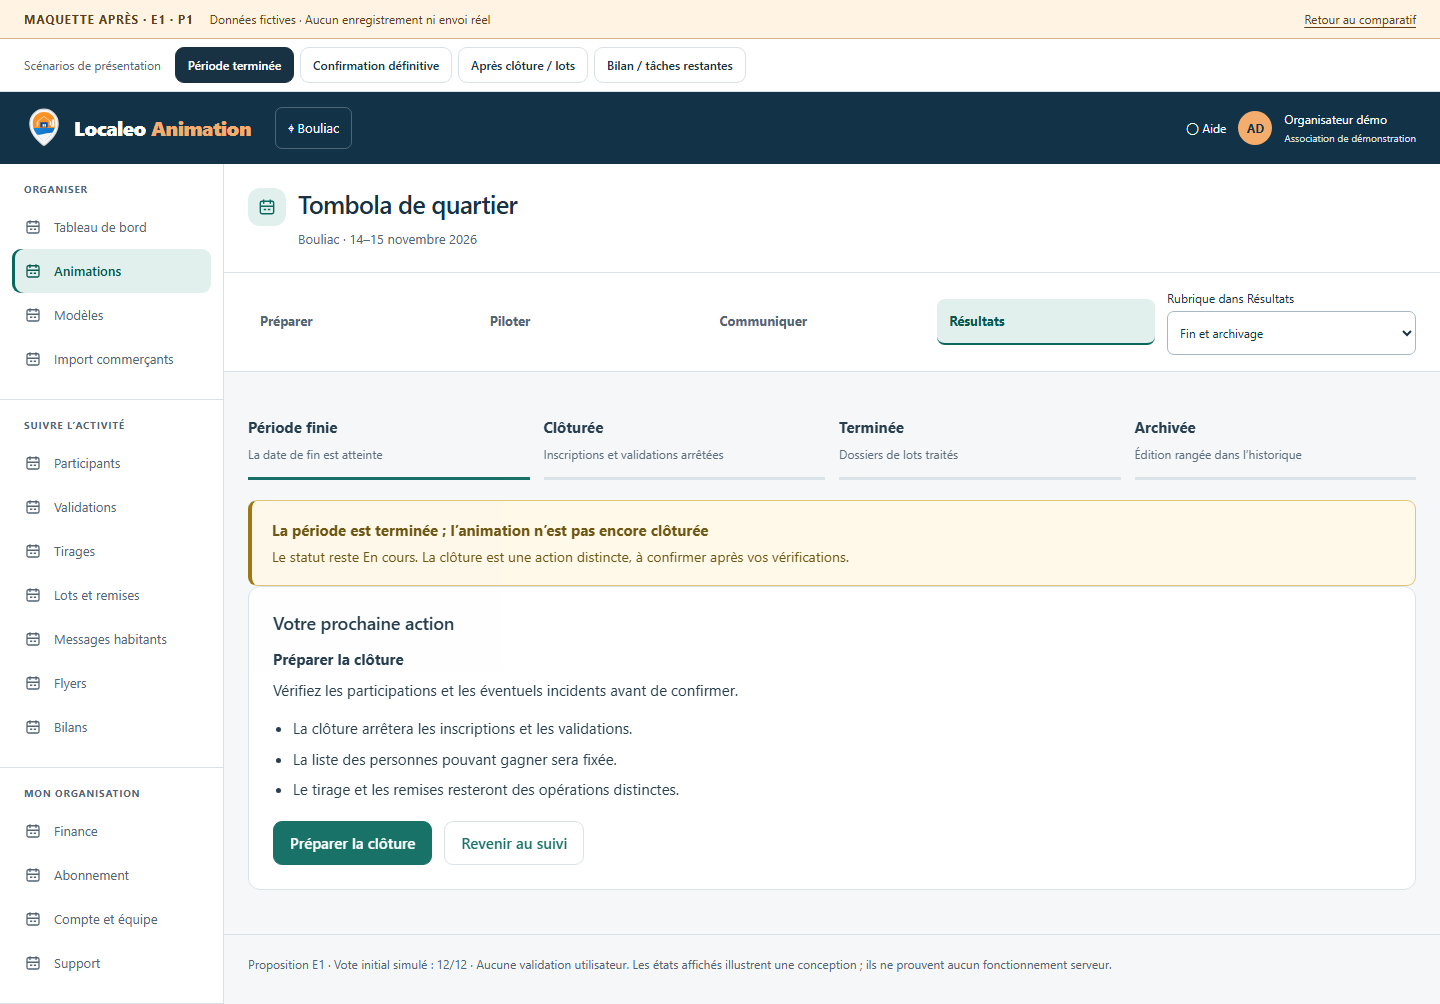 MAQUETTE APRÈS · E1 · P1
Données fictives · Aucun enregistrement ni envoi réel
Retour au comparatif
Scénarios de présentation
Période terminée
Confirmation définitive
Après clôture / lots
Bilan / tâches restantes
Localeo Animation
Bouliac
Aide
AD
Organisateur démo
Association de démonstration
ORGANISER
Tableau de bord
Animations
Modèles
Import commerçants
SUIVRE L’ACTIVITÉ
Participants
Validations
Tirages
Lots et remises
Messages habitants
Flyers
Bilans
MON ORGANISATION
Finance
Abonnement
Compte et équipe
Support
Tombola de quartier
Bouliac · 14–15 novembre 2026
Préparer
Piloter
Communiquer
Résultats
Rubrique dans Résultats
Fin et archivage
Période finie
La date de fin est atteinte
Clôturée
Inscriptions et validations arrêtées
Terminée
Dossiers de lots traités
Archivée
Édition rangée dans l’historique
La période est terminée ; l’animation n’est pas encore clôturée
Le statut reste En cours. La clôture est une action distincte, à confirmer après vos vérifications.
Votre prochaine action
Préparer la clôture
Vérifiez les participations et les éventuels incidents avant de confirmer.
• La clôture arrêtera les inscriptions et les validations.
• La liste des personnes pouvant gagner sera fixée.
• Le tirage et les remises resteront des opérations distinctes.
Préparer la clôture
Revenir au suivi
Proposition E1 · Vote initial simulé : 12/12 · Aucune validation utilisateur. Les états affichés illustrent une conception ; ils ne prouvent aucun fonctionnement serveur.